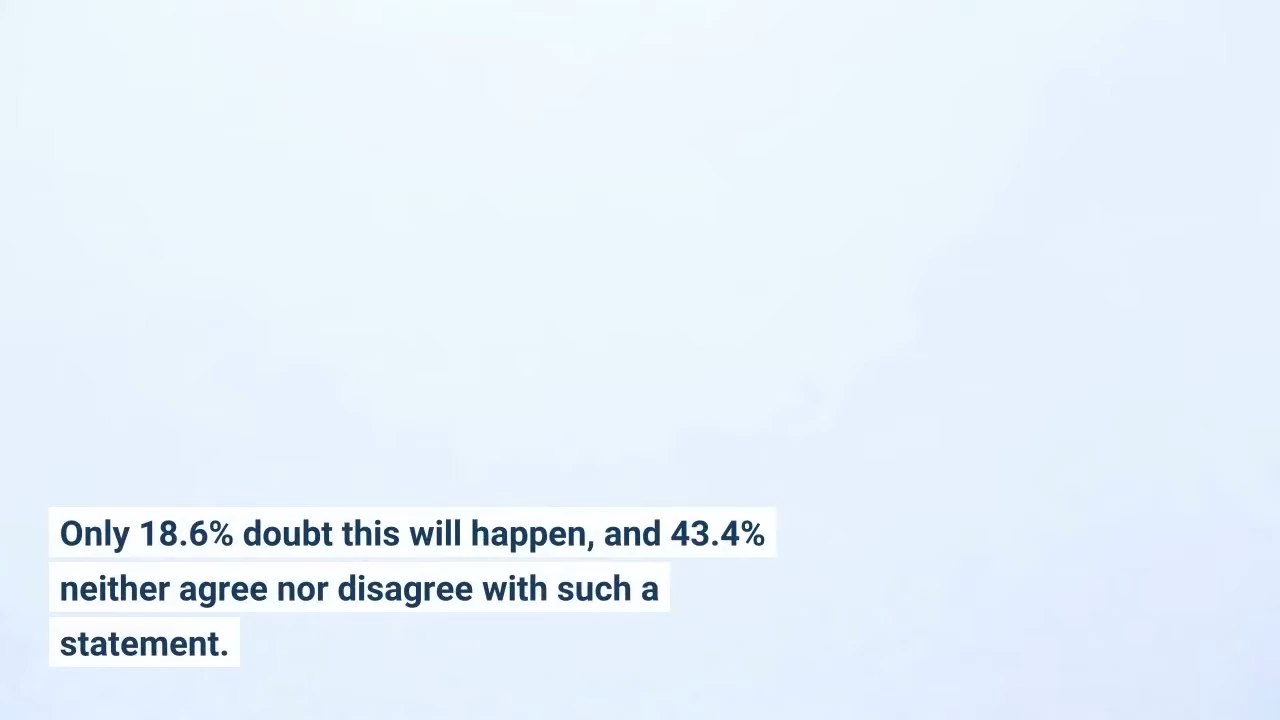 Only 18.6% doubt this will happen, and 43.4%
neither agree nor disagree with such a
statement.